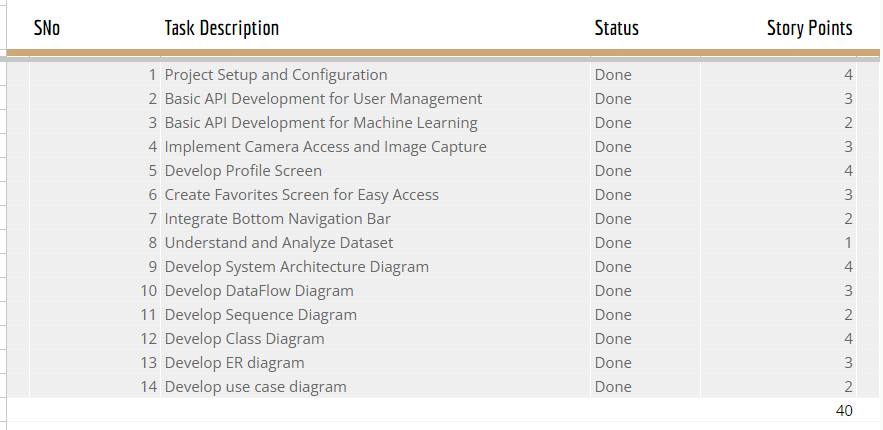 SNo Task Description Status Story Points
1 Project Setup and Configuration Done 4
2 Basic API Development for User Management Done 3
3 Basic API Development for Machine Learning Done 2
4 Implement Camera Access and Image Capture Done 3
5 Develop Profile Screen Done 4
6 Create Favorites Screen for Easy Access Done 3
7 Integrate Bottom Navigation Bar Done 2
8 Understand and Analyze Dataset Done 1
9 Develop System Architecture Diagram Done 4
10 Develop DataFlow Diagram Done 3
11 Develop Sequence Diagram Done 2
12 Develop Class Diagram Done 4
13 Develop ER diagram Done 3
14 Develop use case diagram Done 2
40